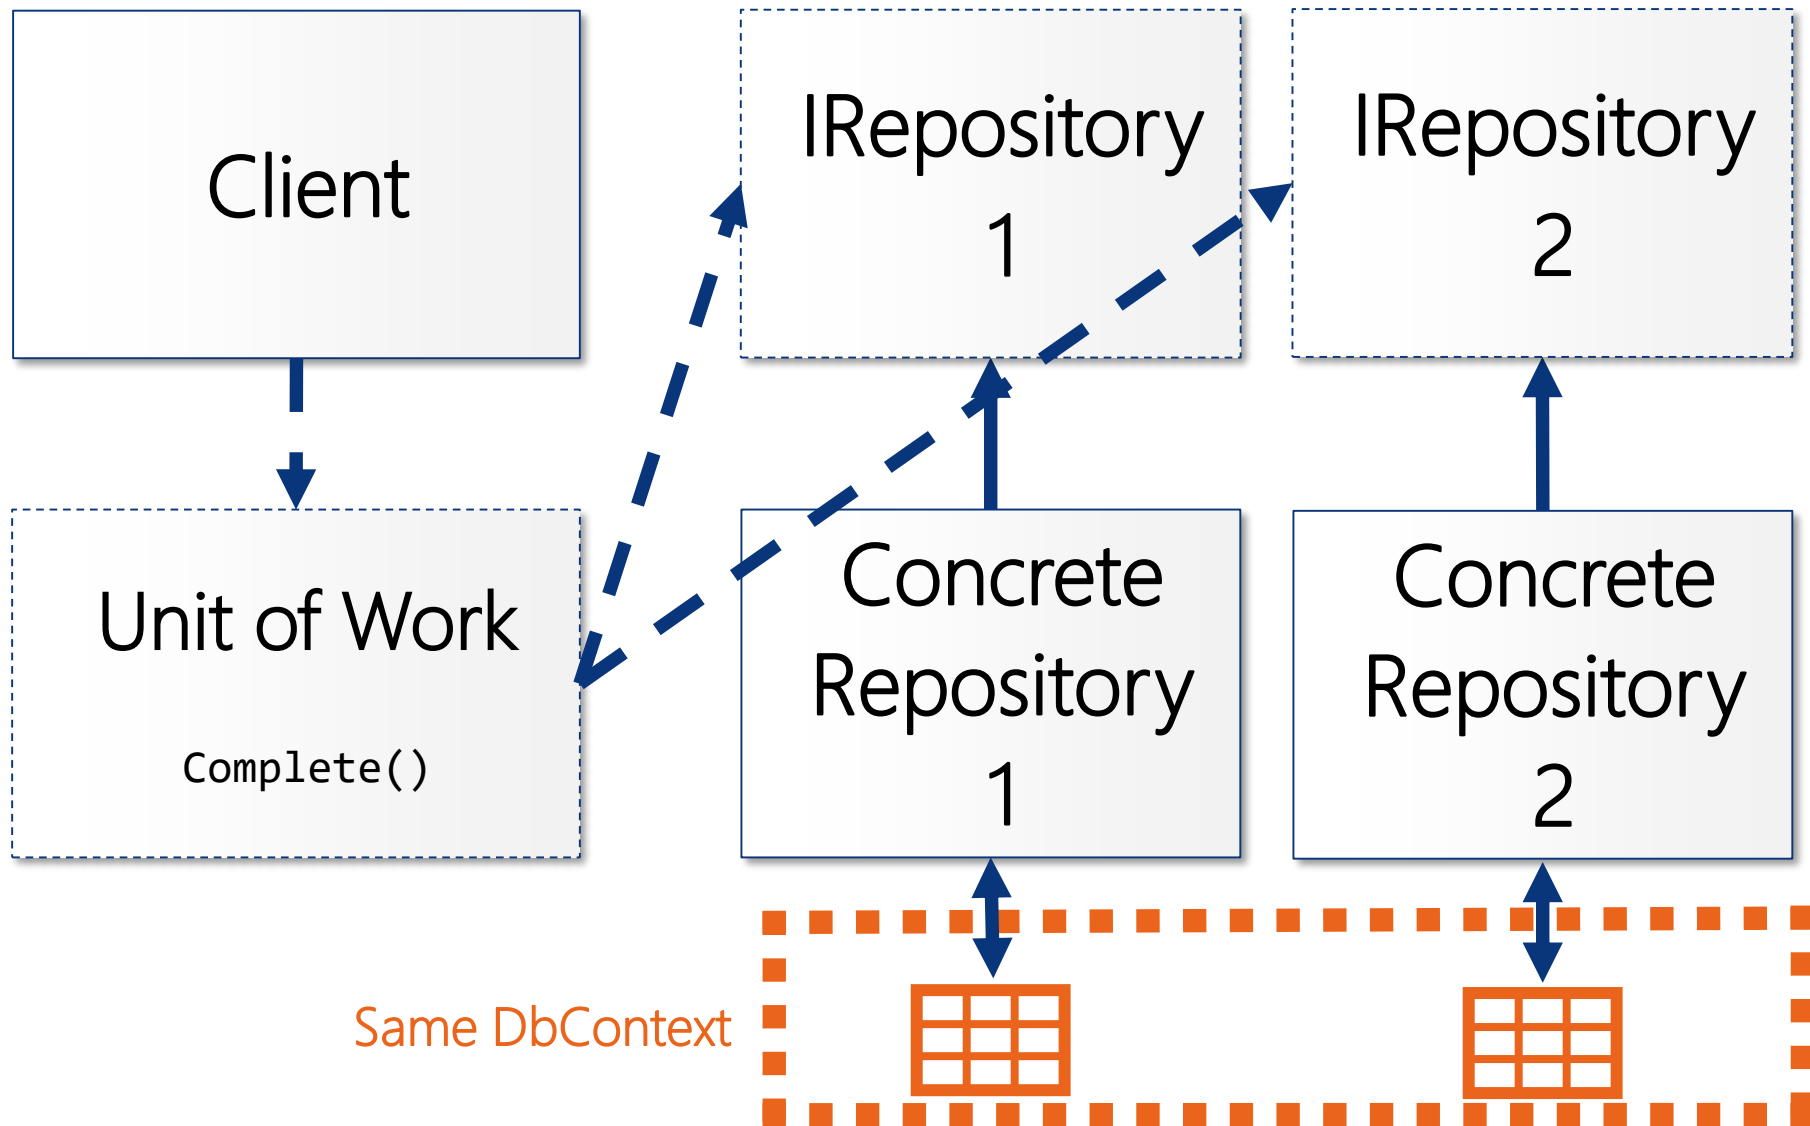 Client
IRepository
1
IRepository
2
Unit of Work
Complete()
Concrete
Repository
1
Concrete
Repository
2
Same DbContext